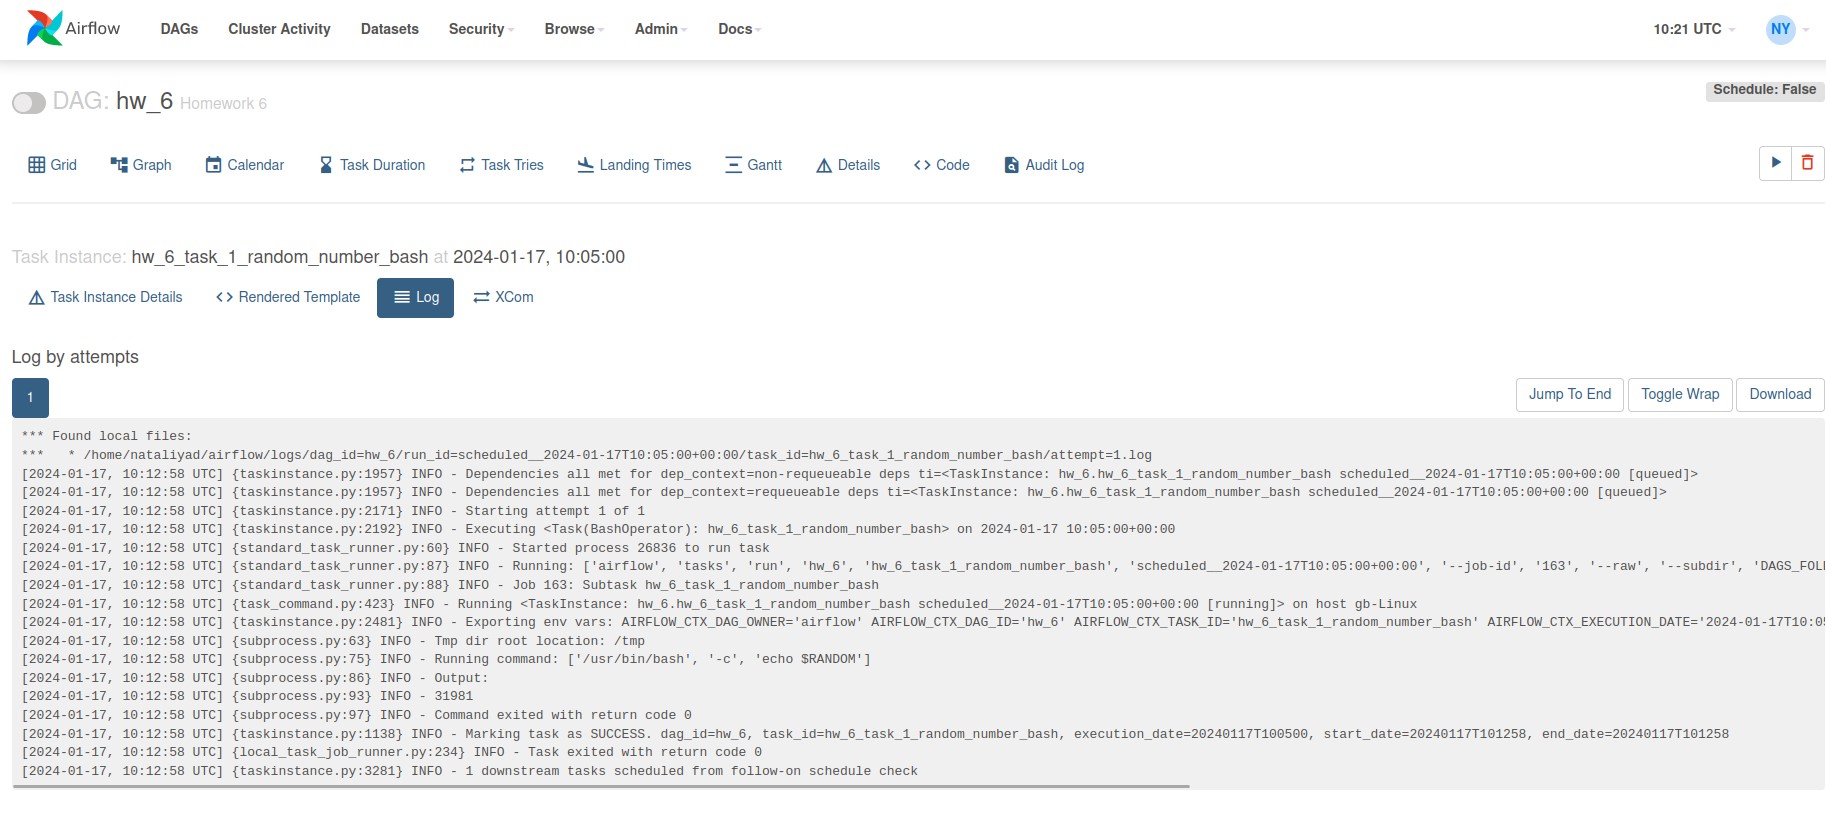 Airflow DAGs Cluster Activity Datasets Security Browse Admin Docs 10:21 UTC NY
DAG: hw_6 Homework 6 Schedule: False
Grid Graph Calendar Task Duration Task Tries Landing Times Gantt Details Code Audit Log
Task Instance: hw_6_task_1_random_number_bash at 2024-01-17, 10:05:00
Task Instance Details Rendered Template Log XCom
Log by attempts
1 Jump To End Toggle Wrap Download
*** Found local files:
***   * /home/nataliyad/airflow/logs/dag_id=hw_6/run_id=scheduled__2024-01-17T10:05:00+00:00/task_id=hw_6_task_1_random_number_bash/attempt=1.log
[2024-01-17, 10:12:58 UTC] {taskinstance.py:1957} INFO - Dependencies all met for dep_context=non-requeueable deps ti=<TaskInstance: hw_6.hw_6_task_1_random_number_bash scheduled__2024-01-17T10:05:00+00:00 [queued]>
[2024-01-17, 10:12:58 UTC] {taskinstance.py:1957} INFO - Dependencies all met for dep_context=requeueable deps ti=<TaskInstance: hw_6.hw_6_task_1_random_number_bash scheduled__2024-01-17T10:05:00+00:00 [queued]>
[2024-01-17, 10:12:58 UTC] {taskinstance.py:2171} INFO - Starting attempt 1 of 1
[2024-01-17, 10:12:58 UTC] {taskinstance.py:2192} INFO - Executing <Task(BashOperator): hw_6_task_1_random_number_bash> on 2024-01-17 10:05:00+00:00
[2024-01-17, 10:12:58 UTC] {standard_task_runner.py:60} INFO - Started process 26836 to run task
[2024-01-17, 10:12:58 UTC] {standard_task_runner.py:87} INFO - Running: ['airflow', 'tasks', 'run', 'hw_6', 'hw_6_task_1_random_number_bash', 'scheduled__2024-01-17T10:05:00+00:00', '--job-id', '163', '--raw', '--subdir', 'DAGS_FOL
[2024-01-17, 10:12:58 UTC] {standard_task_runner.py:88} INFO - Job 163: Subtask hw_6_task_1_random_number_bash
[2024-01-17, 10:12:58 UTC] {task_command.py:423} INFO - Running <TaskInstance: hw_6.hw_6_task_1_random_number_bash scheduled__2024-01-17T10:05:00+00:00 [running]> on host gb-Linux
[2024-01-17, 10:12:58 UTC] {taskinstance.py:2481} INFO - Exporting env vars: AIRFLOW_CTX_DAG_OWNER='airflow' AIRFLOW_CTX_DAG_ID='hw_6' AIRFLOW_CTX_TASK_ID='hw_6_task_1_random_number_bash' AIRFLOW_CTX_EXECUTION_DATE='2024-01-17T10:05
[2024-01-17, 10:12:58 UTC] {subprocess.py:63} INFO - Tmp dir root location: /tmp
[2024-01-17, 10:12:58 UTC] {subprocess.py:75} INFO - Running command: ['/usr/bin/bash', '-c', 'echo $RANDOM']
[2024-01-17, 10:12:58 UTC] {subprocess.py:86} INFO - Output:
[2024-01-17, 10:12:58 UTC] {subprocess.py:93} INFO - 31981
[2024-01-17, 10:12:58 UTC] {subprocess.py:97} INFO - Command exited with return code 0
[2024-01-17, 10:12:58 UTC] {taskinstance.py:1138} INFO - Marking task as SUCCESS. dag_id=hw_6, task_id=hw_6_task_1_random_number_bash, execution_date=20240117T100500, start_date=20240117T101258, end_date=20240117T101258
[2024-01-17, 10:12:58 UTC] {local_task_job_runner.py:234} INFO - Task exited with return code 0
[2024-01-17, 10:12:58 UTC] {taskinstance.py:3281} INFO - 1 downstream tasks scheduled from follow-on schedule check